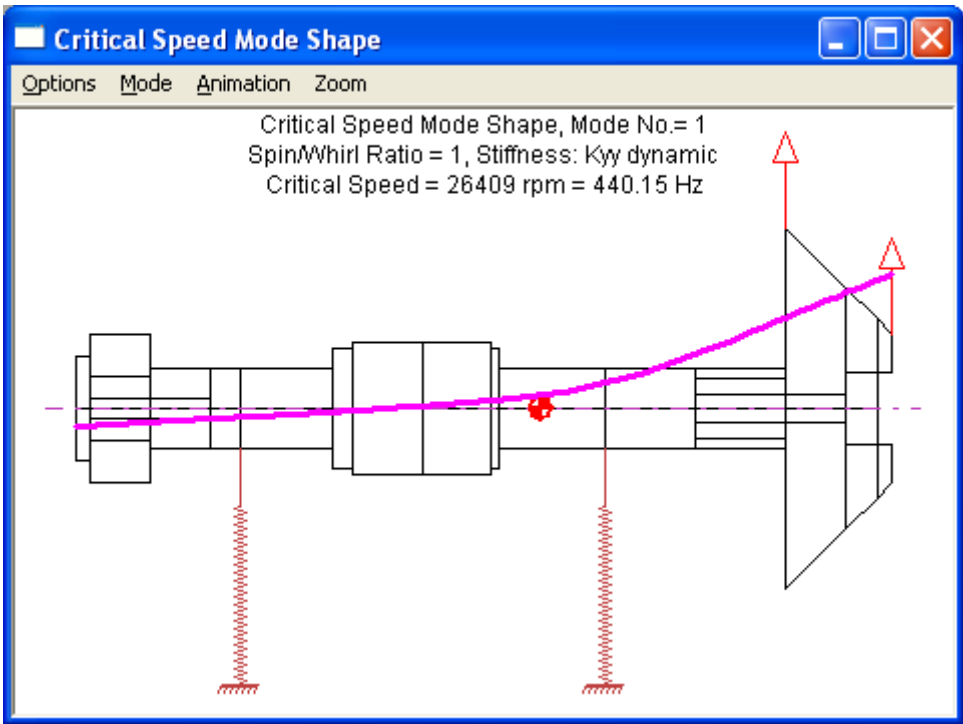 Critical Speed Mode Shape
Options Mode Animation Zoom
Critical Speed Mode Shape, Mode No.= 1
Spin/Whirl Ratio = 1, Stiffness: Kyy dynamic
Critical Speed = 26409 rpm = 440.15 Hz